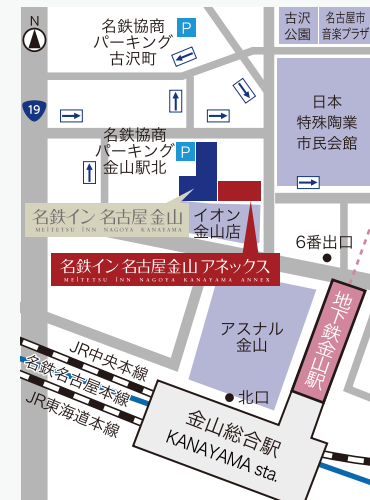 N
19
名鉄協商
パーキング
古沢町
P
古沢
公園
名古屋市
音楽プラザ
日本
特殊陶業
市民会館
名鉄協商
パーキング
金山駅北
P
名鉄イン 名古屋金山
MEITETSU INN NAGOYA KANAYAMA
イオン
金山店
6番出口
名鉄イン 名古屋金山 アネックス
MEITETSU INN NAGOYA KANAYAMA ANNEX
地下鉄金山駅
アスナル
金山
JR中央本線
名鉄名古屋本線
JR東海道本線
北口
金山総合駅
KANAYAMA sta.